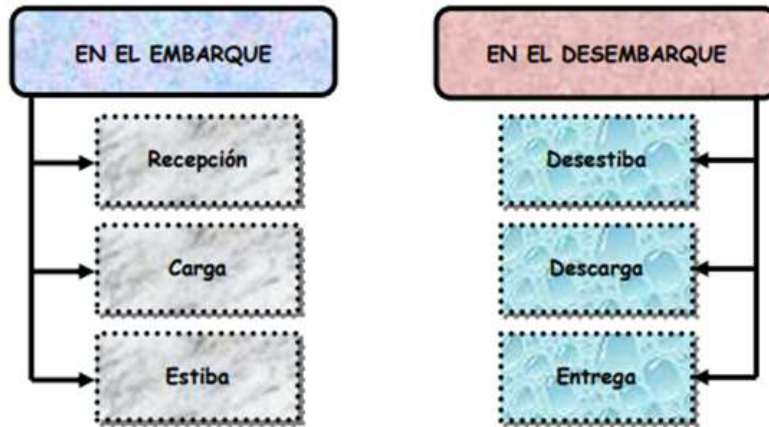 EN EL EMBARQUE
Recepción
Carga
Estiba
EN EL DESEMBARQUE
Desestiba
Descarga
Entrega